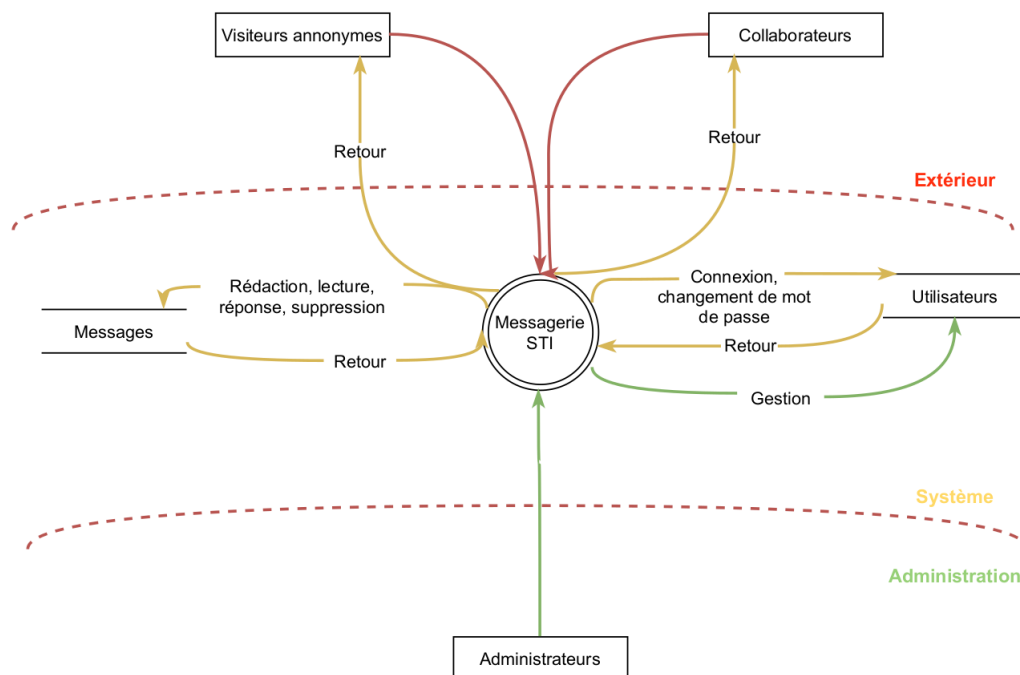 Visiteurs annonymes
Collaborateurs
Retour
Retour
Extérieur
Rédaction, lecture,
réponse, suppression
Connexion,
changement de mot
de passe
Messages
Messagerie
STI
Utilisateurs
Retour
Retour
Gestion
Système
Administration
Administrateurs